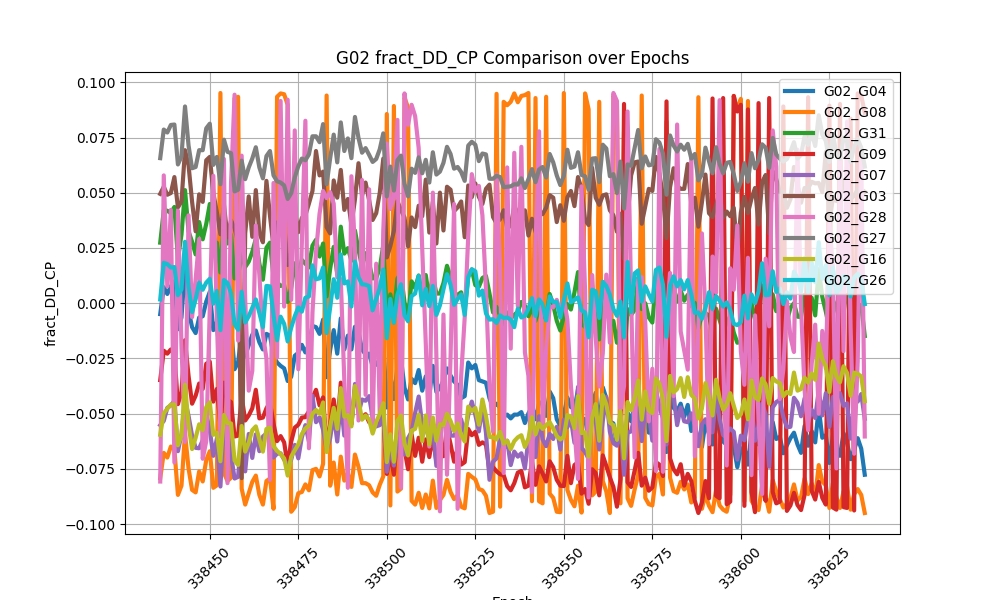 G02 fract_DD_CP Comparison over Epochs
fract_DD_CP
0.100
0.075
0.050
0.025
0.000
−0.025
−0.050
−0.075
−0.100
G02_G04
G02_G08
G02_G31
G02_G09
G02_G07
G02_G03
G02_G28
G02_G27
G02_G16
G02_G26
338450
338475
338500
338525
338550
338575
338600
338625
Epoch